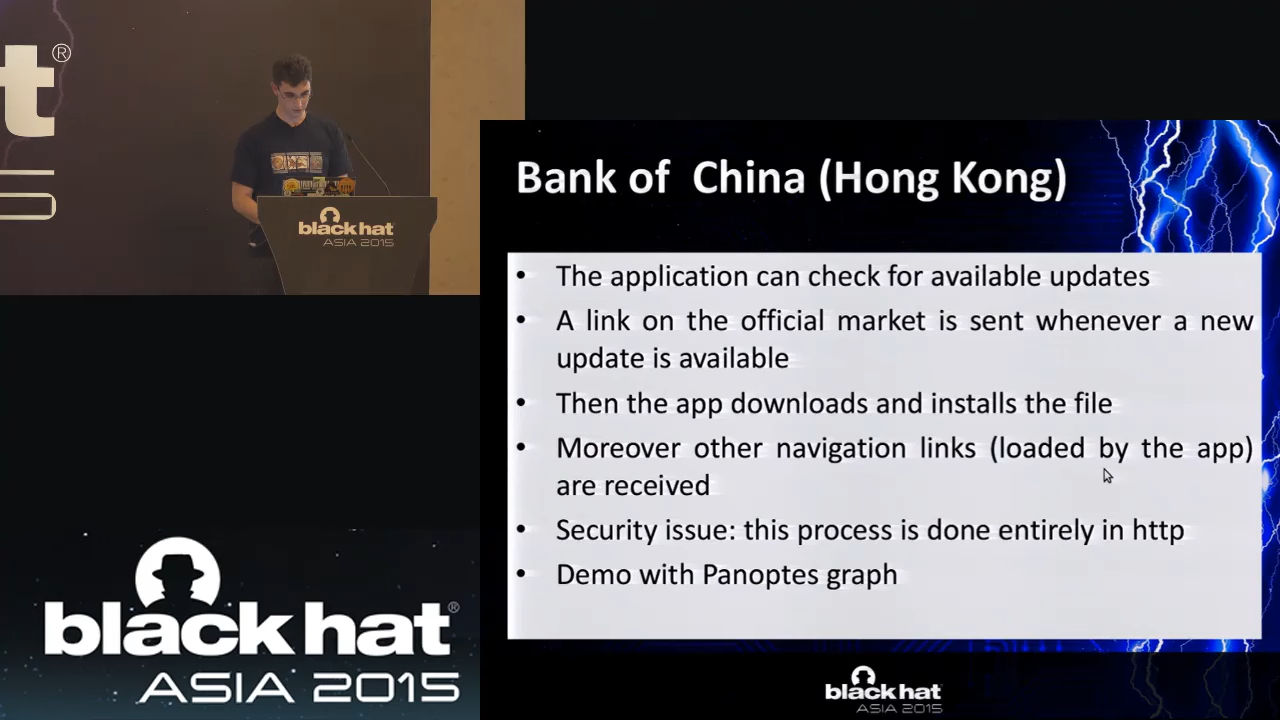 t®
black hat
ASIA 2015
Bank of China (Hong Kong)
• The application can check for available updates
• A link on the official market is sent whenever a new
update is available
• Then the app downloads and installs the file
• Moreover other navigation links (loaded by the app)
are received
• Security issue: this process is done entirely in http
• Demo with Panoptes graph
black hat®
ASIA 2015
black hat
ASIA 2015